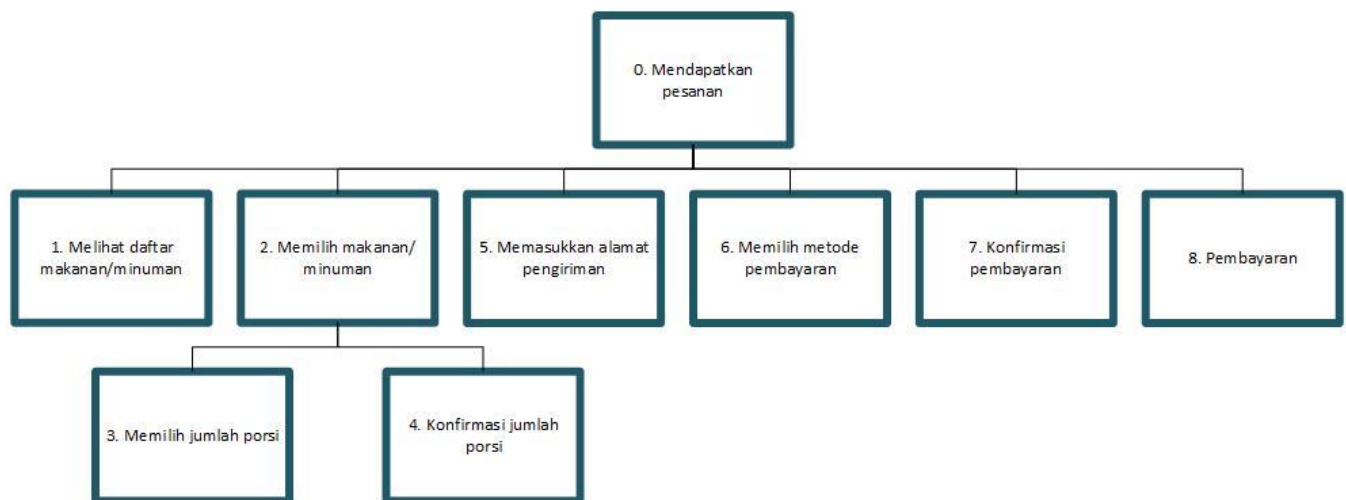 0. Mendapatkan
pesanan
1. Melihat daftar
makanan/minuman
2. Memilih makanan/
minuman
5. Memasukkan alamat
pengiriman
6. Memilih metode
pembayaran
7. Konfirmasi
pembayaran
8. Pembayaran
3. Memilih jumlah porsi
4. Konfirmasi jumlah
porsi